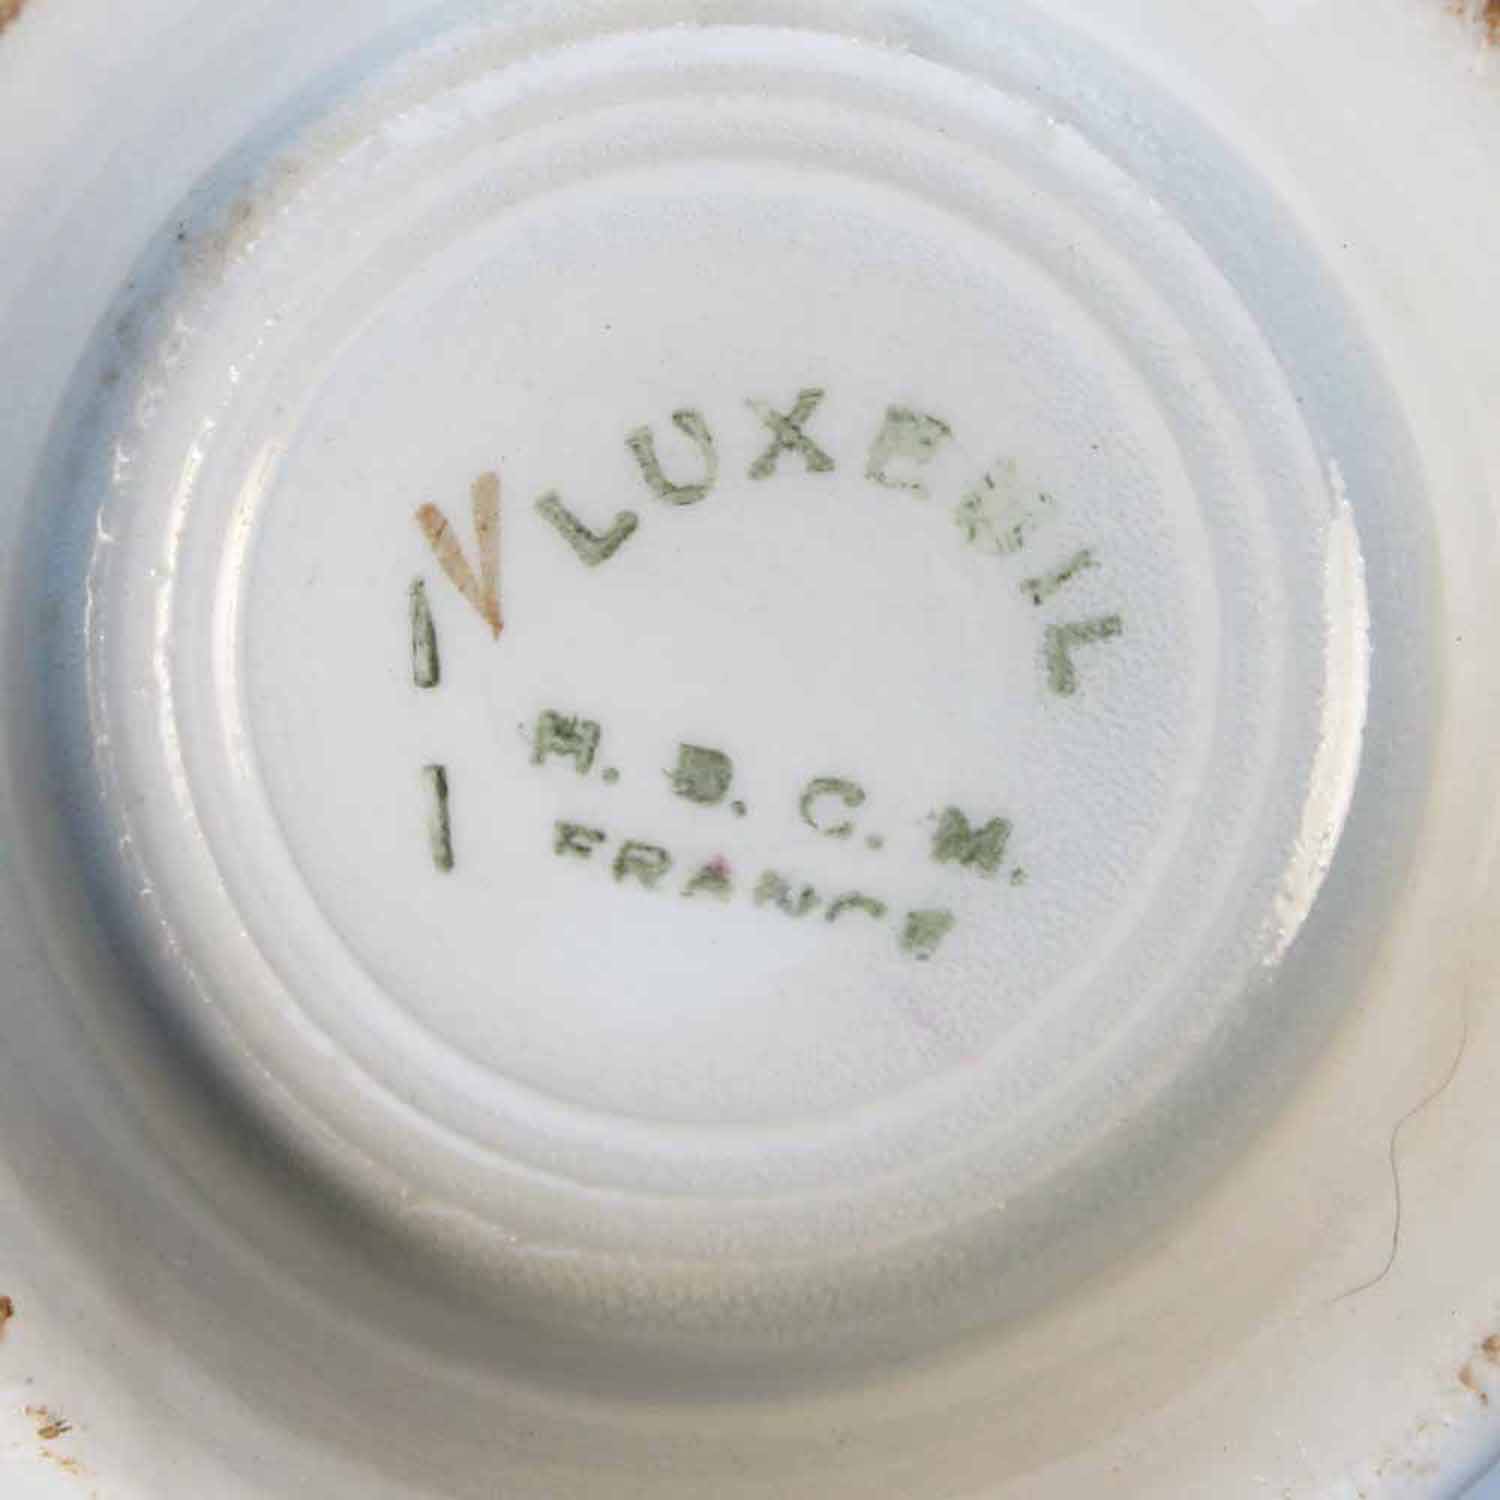 LUXEUIL
H. B. C. M.
FRANCE